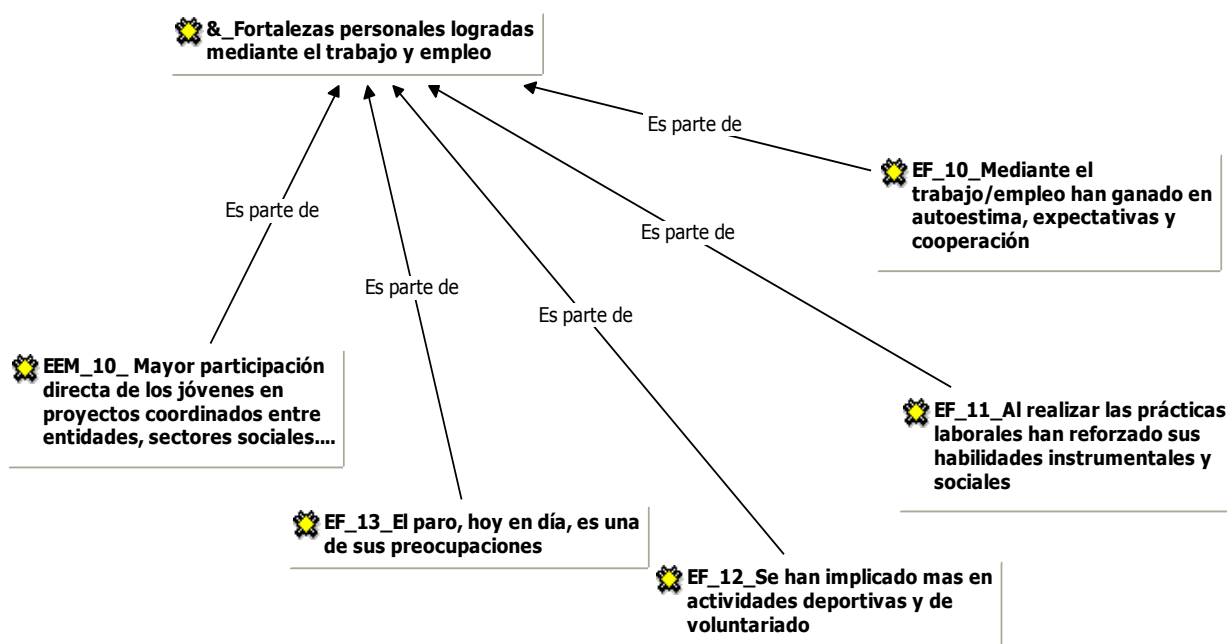 &_Fortalezas personales logradas
mediante el trabajo y empleo
Es parte de
EF_10_Mediante el
trabajo/empleo han ganado en
autoestima, expectativas y
cooperación
Es parte de
Es parte de
Es parte de
Es parte de
EEM_10_ Mayor participación
directa de los jóvenes en
proyectos coordinados entre
entidades, sectores sociales....
EF_11_Al realizar las prácticas
laborales han reforzado sus
habilidades instrumentales y
sociales
EF_13_El paro, hoy en día, es una
de sus preocupaciones
EF_12_Se han implicado mas en
actividades deportivas y de
voluntariado